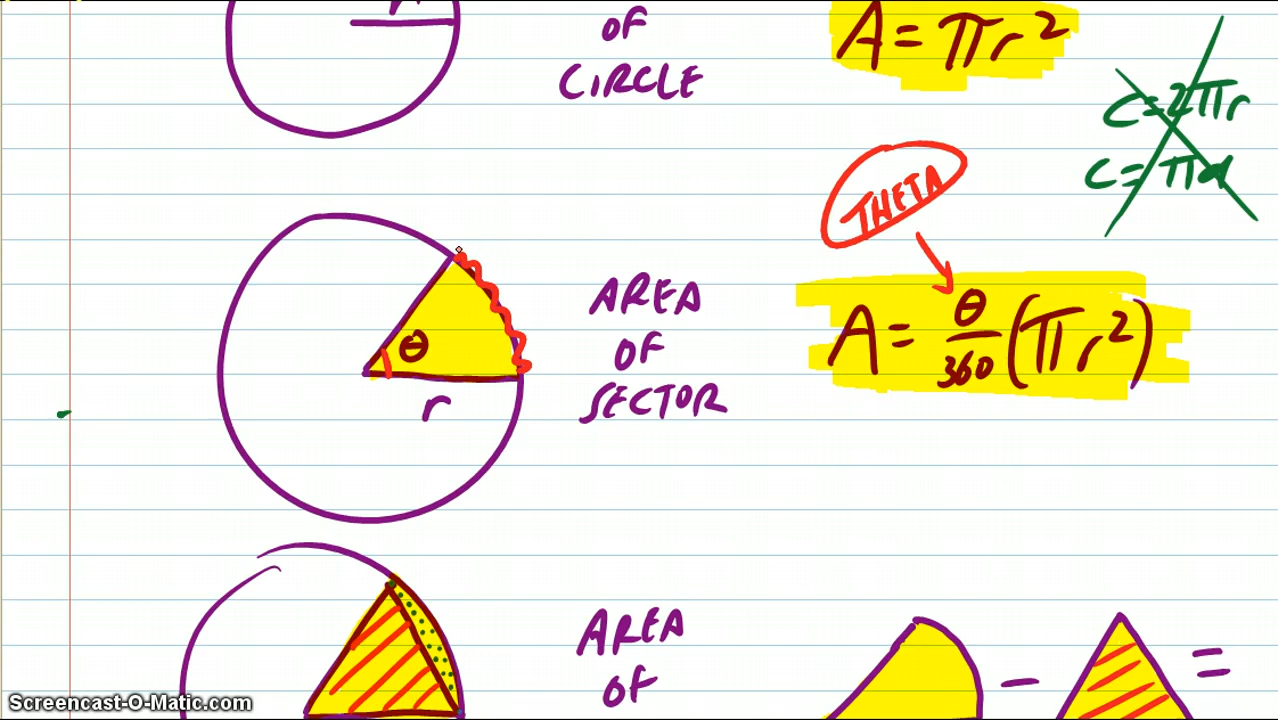 OF
CIRCLE
A = πr²
C = 2πr
C = πd
THETA
θ
r
AREA
OF
SECTOR
A = θ/360 (πr²)
AREA
OF
− =
Screencast-O-Matic.com